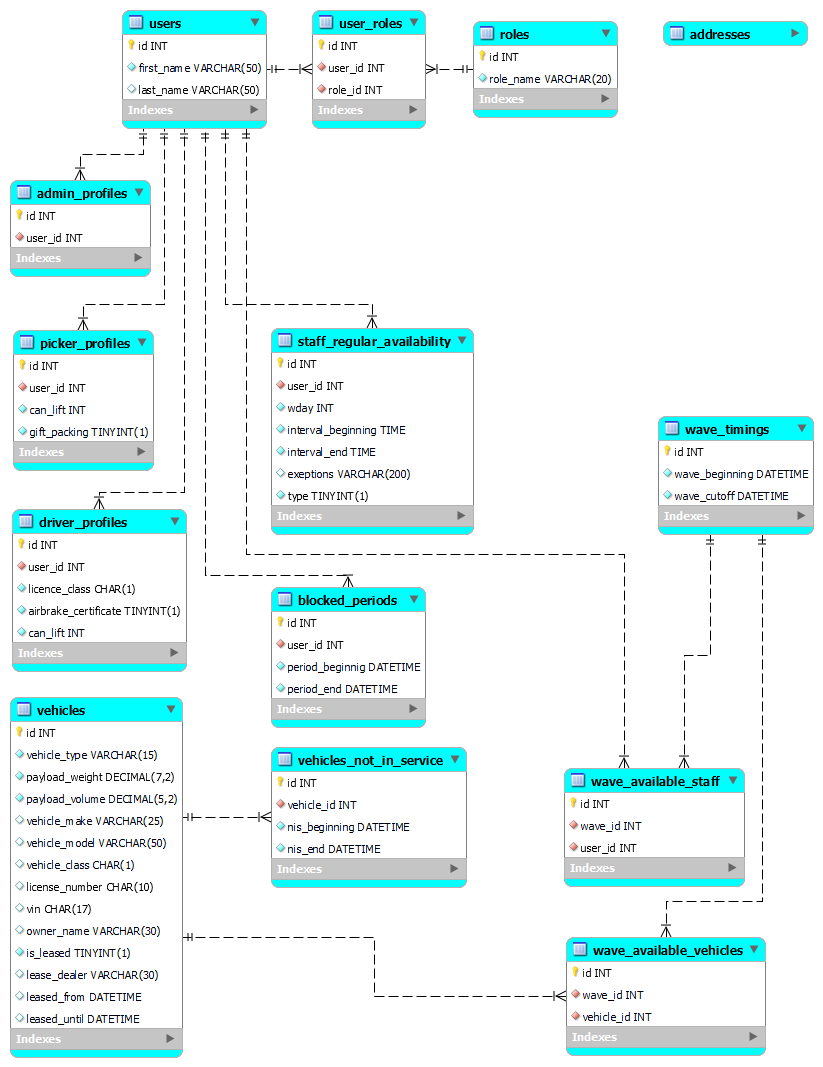 users
id INT
first_name VARCHAR(50)
last_name VARCHAR(50)
Indexes
user_roles
id INT
user_id INT
role_id INT
Indexes
roles
id INT
role_name VARCHAR(20)
Indexes
addresses
admin_profiles
id INT
user_id INT
Indexes
picker_profiles
id INT
user_id INT
can_lift INT
gift_packing TINYINT(1)
Indexes
staff_regular_availability
id INT
user_id INT
wday INT
interval_beginning TIME
interval_end TIME
exeptions VARCHAR(200)
type TINYINT(1)
Indexes
wave_timings
id INT
wave_beginning DATETIME
wave_cutoff DATETIME
Indexes
driver_profiles
id INT
user_id INT
licence_class CHAR(1)
airbrake_certificate TINYINT(1)
can_lift INT
Indexes
blocked_periods
id INT
user_id INT
period_beginnig DATETIME
period_end DATETIME
Indexes
vehicles
id INT
vehicle_type VARCHAR(15)
payload_weight DECIMAL(7,2)
payload_volume DECIMAL(5,2)
vehicle_make VARCHAR(25)
vehicle_model VARCHAR(50)
vehicle_class CHAR(1)
license_number CHAR(10)
vin CHAR(17)
owner_name VARCHAR(30)
is_leased TINYINT(1)
lease_dealer VARCHAR(30)
leased_from DATETIME
leased_until DATETIME
Indexes
vehicles_not_in_service
id INT
vehicle_id INT
nis_beginning DATETIME
nis_end DATETIME
Indexes
wave_available_staff
id INT
wave_id INT
user_id INT
Indexes
wave_available_vehicles
id INT
wave_id INT
vehicle_id INT
Indexes